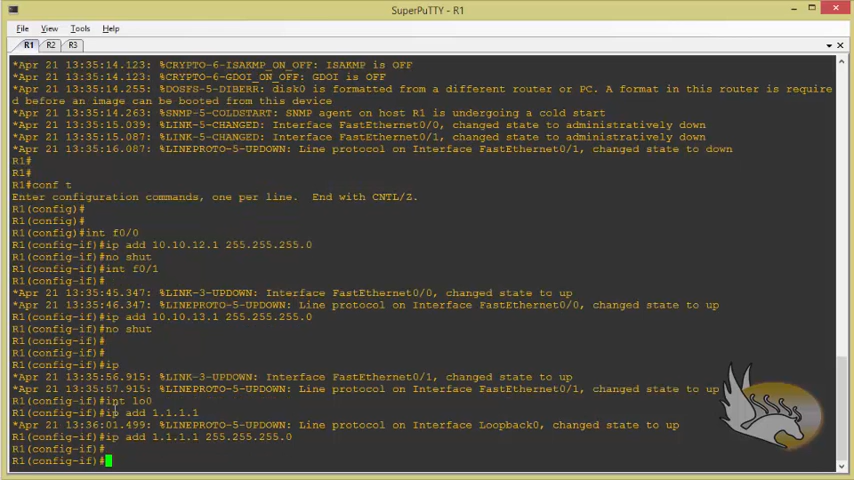 SuperPuTTY - R1
File View Tools Help
R1 R2 R3
*Apr 21 13:35:14.123: %CRYPTO-6-ISAKMP_ON_OFF: ISAKMP is OFF
*Apr 21 13:35:14.123: %CRYPTO-6-GDOI_ON_OFF: GDOI is OFF
*Apr 21 13:35:14.255: %DOSFS-5-DIBERR: disk0 is formatted from a different router or PC. A format in this router is require
d before an image can be booted from this device
*Apr 21 13:35:14.263: %SNMP-5-COLDSTART: SNMP agent on host R1 is undergoing a cold start
*Apr 21 13:35:15.039: %LINK-5-CHANGED: Interface FastEthernet0/0, changed state to administratively down
*Apr 21 13:35:15.087: %LINK-5-CHANGED: Interface FastEthernet0/1, changed state to administratively down
*Apr 21 13:35:16.087: %LINEPROTO-5-UPDOWN: Line protocol on Interface FastEthernet0/1, changed state to down
R1#
R1#
R1#conf t
Enter configuration commands, one per line.  End with CNTL/Z.
R1(config)#
R1(config)#
R1(config)#int f0/0
R1(config-if)#ip add 10.10.12.1 255.255.255.0
R1(config-if)#no shut
R1(config-if)#int f0/1
R1(config-if)#
*Apr 21 13:35:45.347: %LINK-3-UPDOWN: Interface FastEthernet0/0, changed state to up
*Apr 21 13:35:46.347: %LINEPROTO-5-UPDOWN: Line protocol on Interface FastEthernet0/0, changed state to up
R1(config-if)#ip add 10.10.13.1 255.255.255.0
R1(config-if)#no shut
R1(config-if)#
R1(config-if)#
R1(config-if)#ip
*Apr 21 13:35:56.915: %LINK-3-UPDOWN: Interface FastEthernet0/1, changed state to up
*Apr 21 13:35:57.915: %LINEPROTO-5-UPDOWN: Line protocol on Interface FastEthernet0/1, changed state to up
R1(config-if)#int lo0
R1(config-if)#ip add 1.1.1.1
*Apr 21 13:36:01.499: %LINEPROTO-5-UPDOWN: Line protocol on Interface Loopback0, changed state to up
R1(config-if)#ip add 1.1.1.1 255.255.255.0
R1(config-if)#
R1(config-if)#